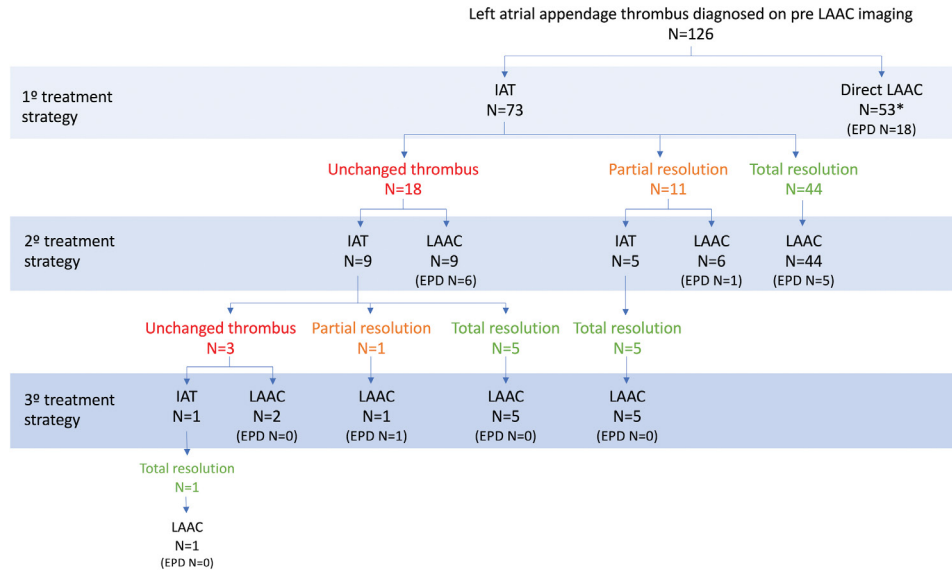 Left atrial appendage thrombus diagnosed on pre LAAC imaging
N=126
1º treatment
strategy
IAT
N=73
Direct LAAC
N=53*
(EPD N=18)
Unchanged thrombus
N=18
Partial resolution
N=11
Total resolution
N=44
2º treatment
strategy
IAT
N=9
LAAC
N=9
(EPD N=6)
IAT
N=5
LAAC
N=6
(EPD N=1)
LAAC
N=44
(EPD N=5)
Unchanged thrombus
N=3
Partial resolution
N=1
Total resolution
N=5
Total resolution
N=5
3º treatment
strategy
IAT
N=1
LAAC
N=2
(EPD N=0)
LAAC
N=1
(EPD N=1)
LAAC
N=5
(EPD N=0)
LAAC
N=5
(EPD N=0)
Total resolution
N=1
LAAC
N=1
(EPD N=0)